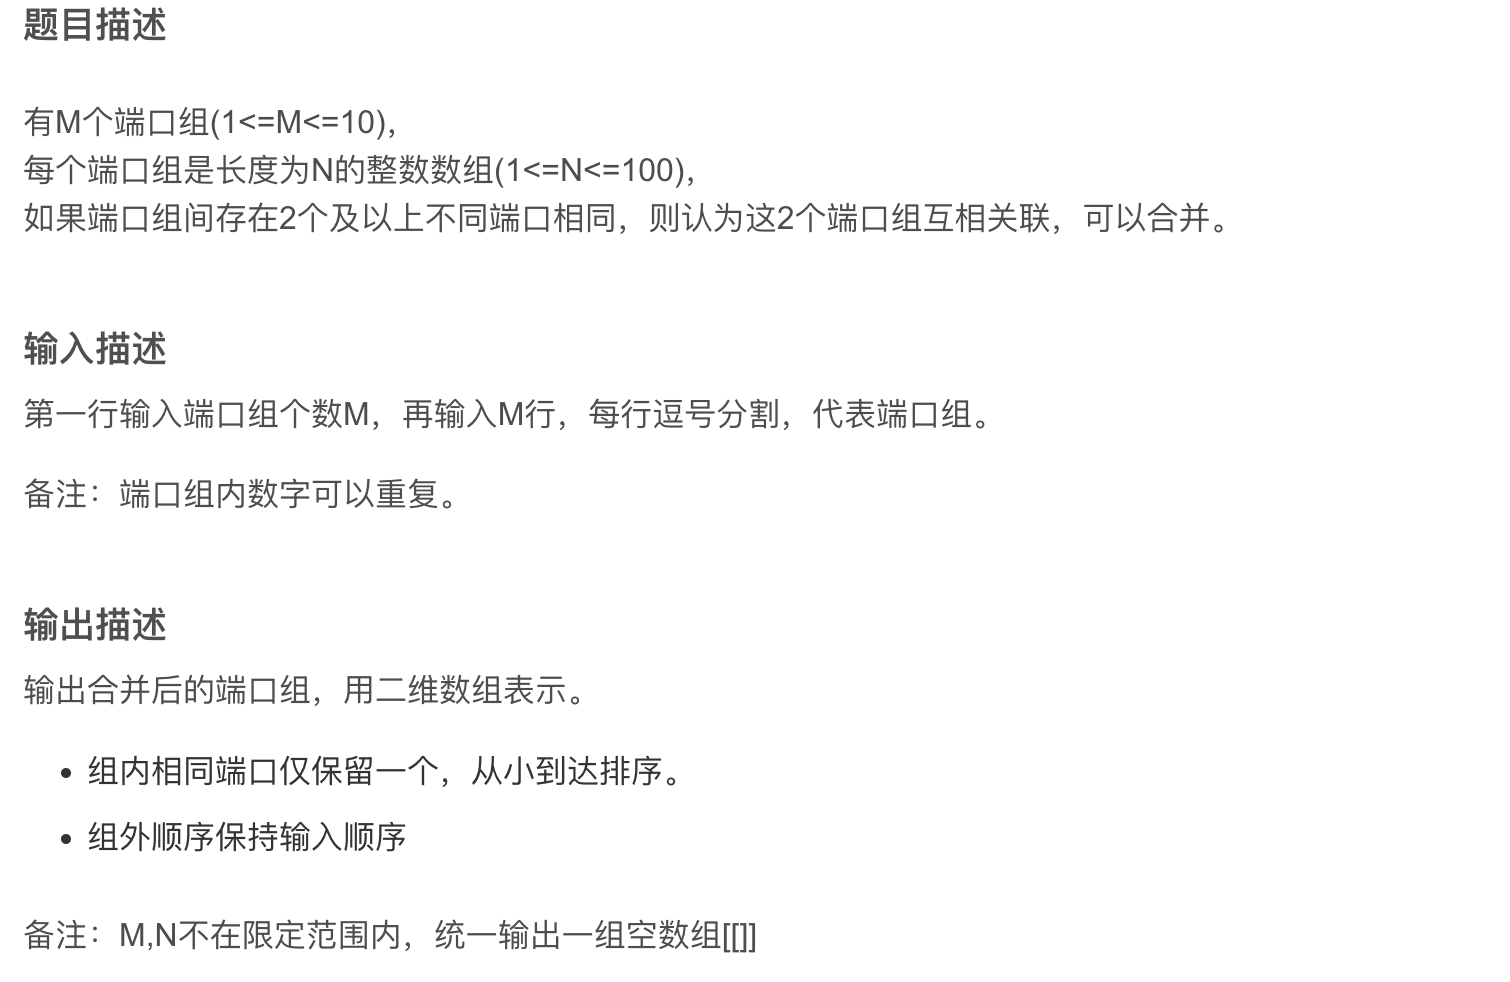 题目描述
有M个端口组(1<=M<=10),
每个端口组是长度为N的整数数组(1<=N<=100),
如果端口组间存在2个及以上不同端口相同，则认为这2个端口组互相关联，可以合并。
输入描述
第一行输入端口组个数M，再输入M行，每行逗号分割，代表端口组。
备注：端口组内数字可以重复。
输出描述
输出合并后的端口组，用二维数组表示。
• 组内相同端口仅保留一个，从小到达排序。
• 组外顺序保持输入顺序
备注：M,N不在限定范围内，统一输出一组空数组[[]]